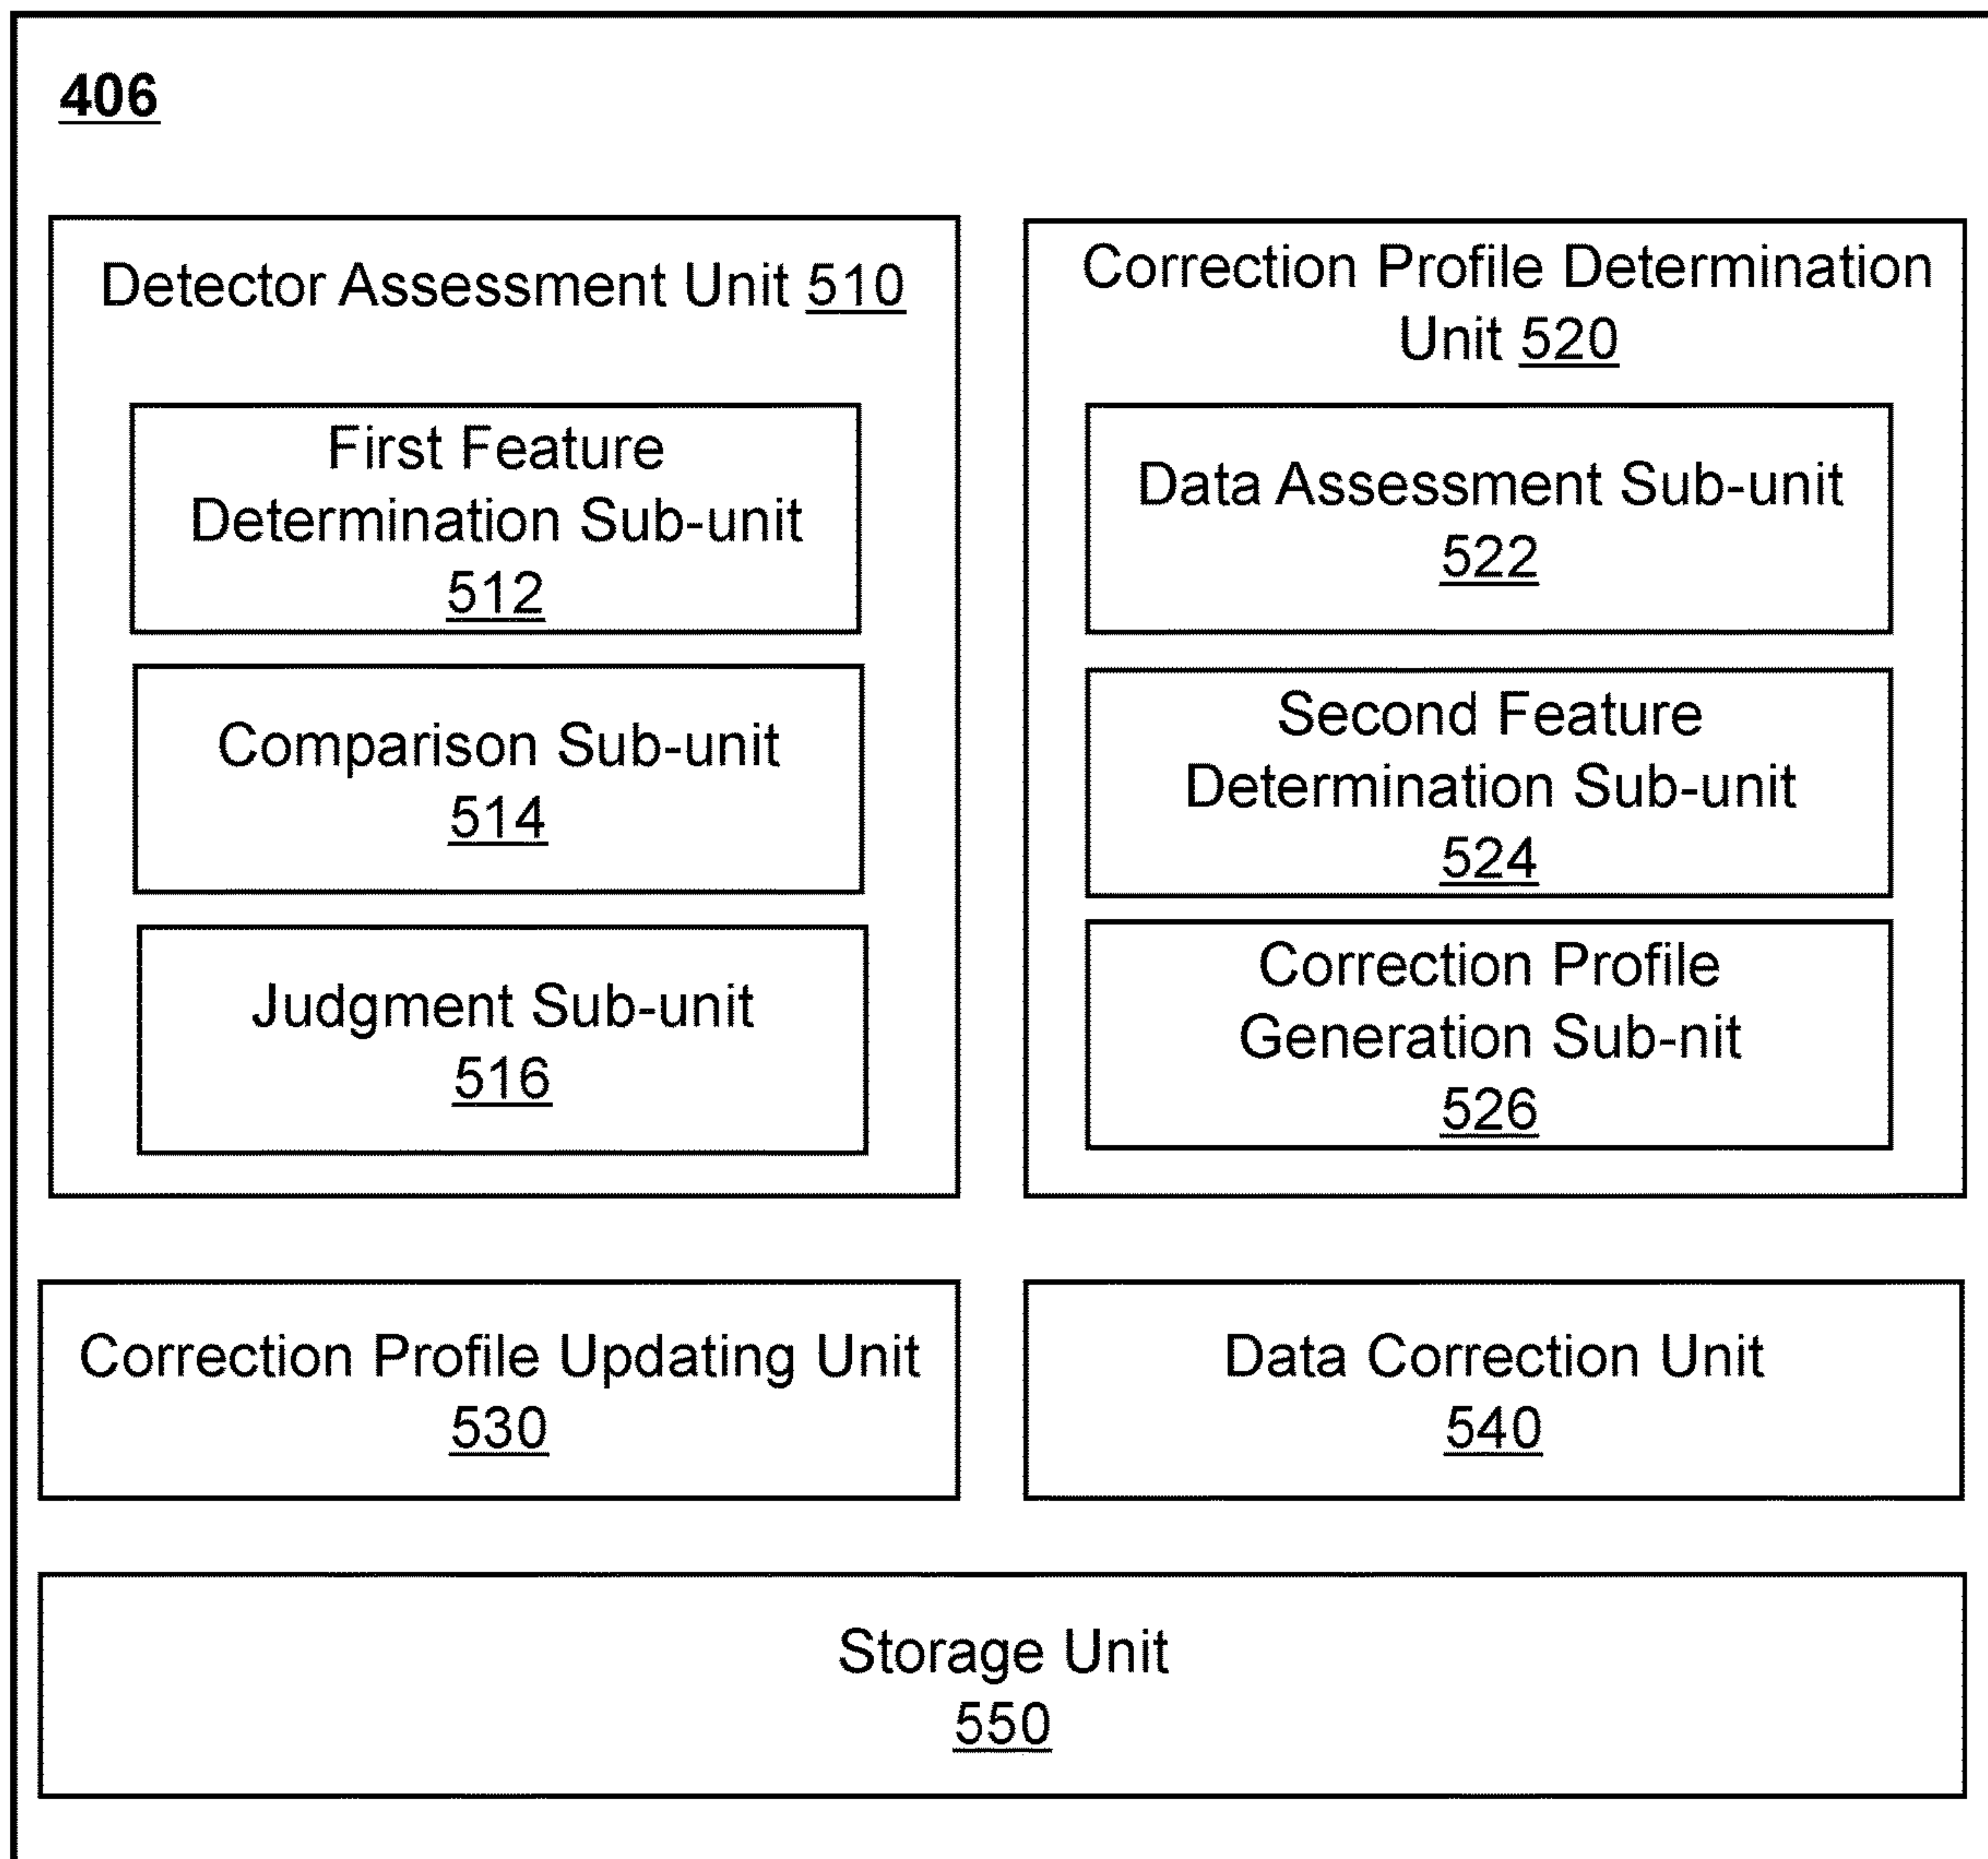 406
Detector Assessment Unit 510
First Feature
Determination Sub-unit
512
Comparison Sub-unit
514
Judgment Sub-unit
516
Correction Profile Determination
Unit 520
Data Assessment Sub-unit
522
Second Feature
Determination Sub-unit
524
Correction Profile
Generation Sub-nit
526
Correction Profile Updating Unit
530
Data Correction Unit
540
Storage Unit
550